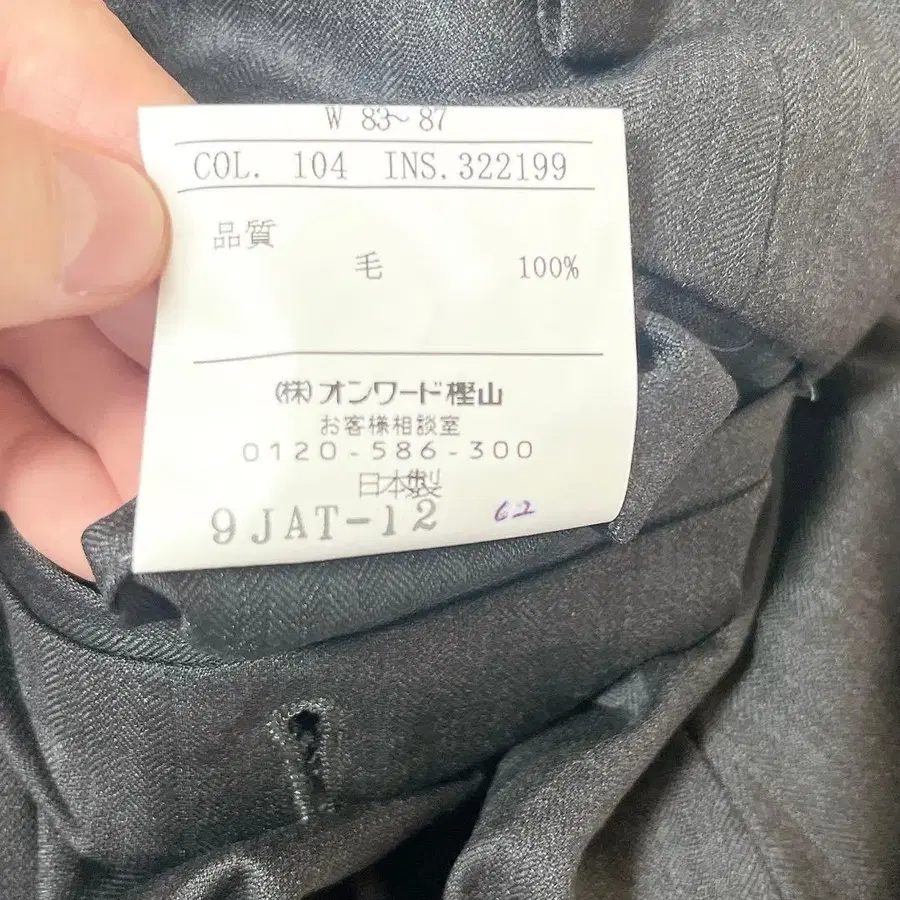 W 83~87
COL. 104 INS.322199
品質
毛 100%
(株)オンワード樫山
お客様相談室
0120-586-300
日本製
9JAT-12 62